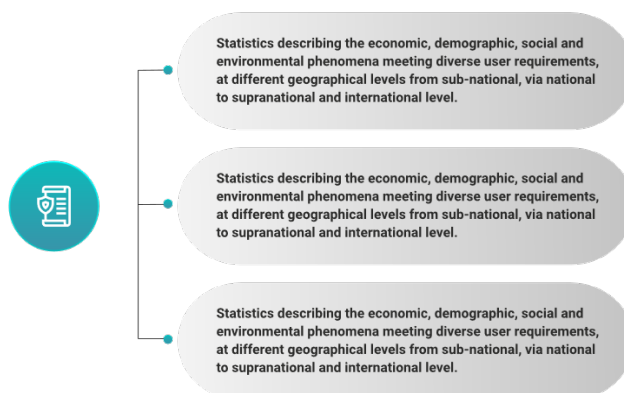 Statistics describing the economic, demographic, social and
environmental phenomena meeting diverse user requirements,
at different geographical levels from sub-national, via national
to supranational and international level.
Statistics describing the economic, demographic, social and
environmental phenomena meeting diverse user requirements,
at different geographical levels from sub-national, via national
to supranational and international level.
Statistics describing the economic, demographic, social and
environmental phenomena meeting diverse user requirements,
at different geographical levels from sub-national, via national
to supranational and international level.